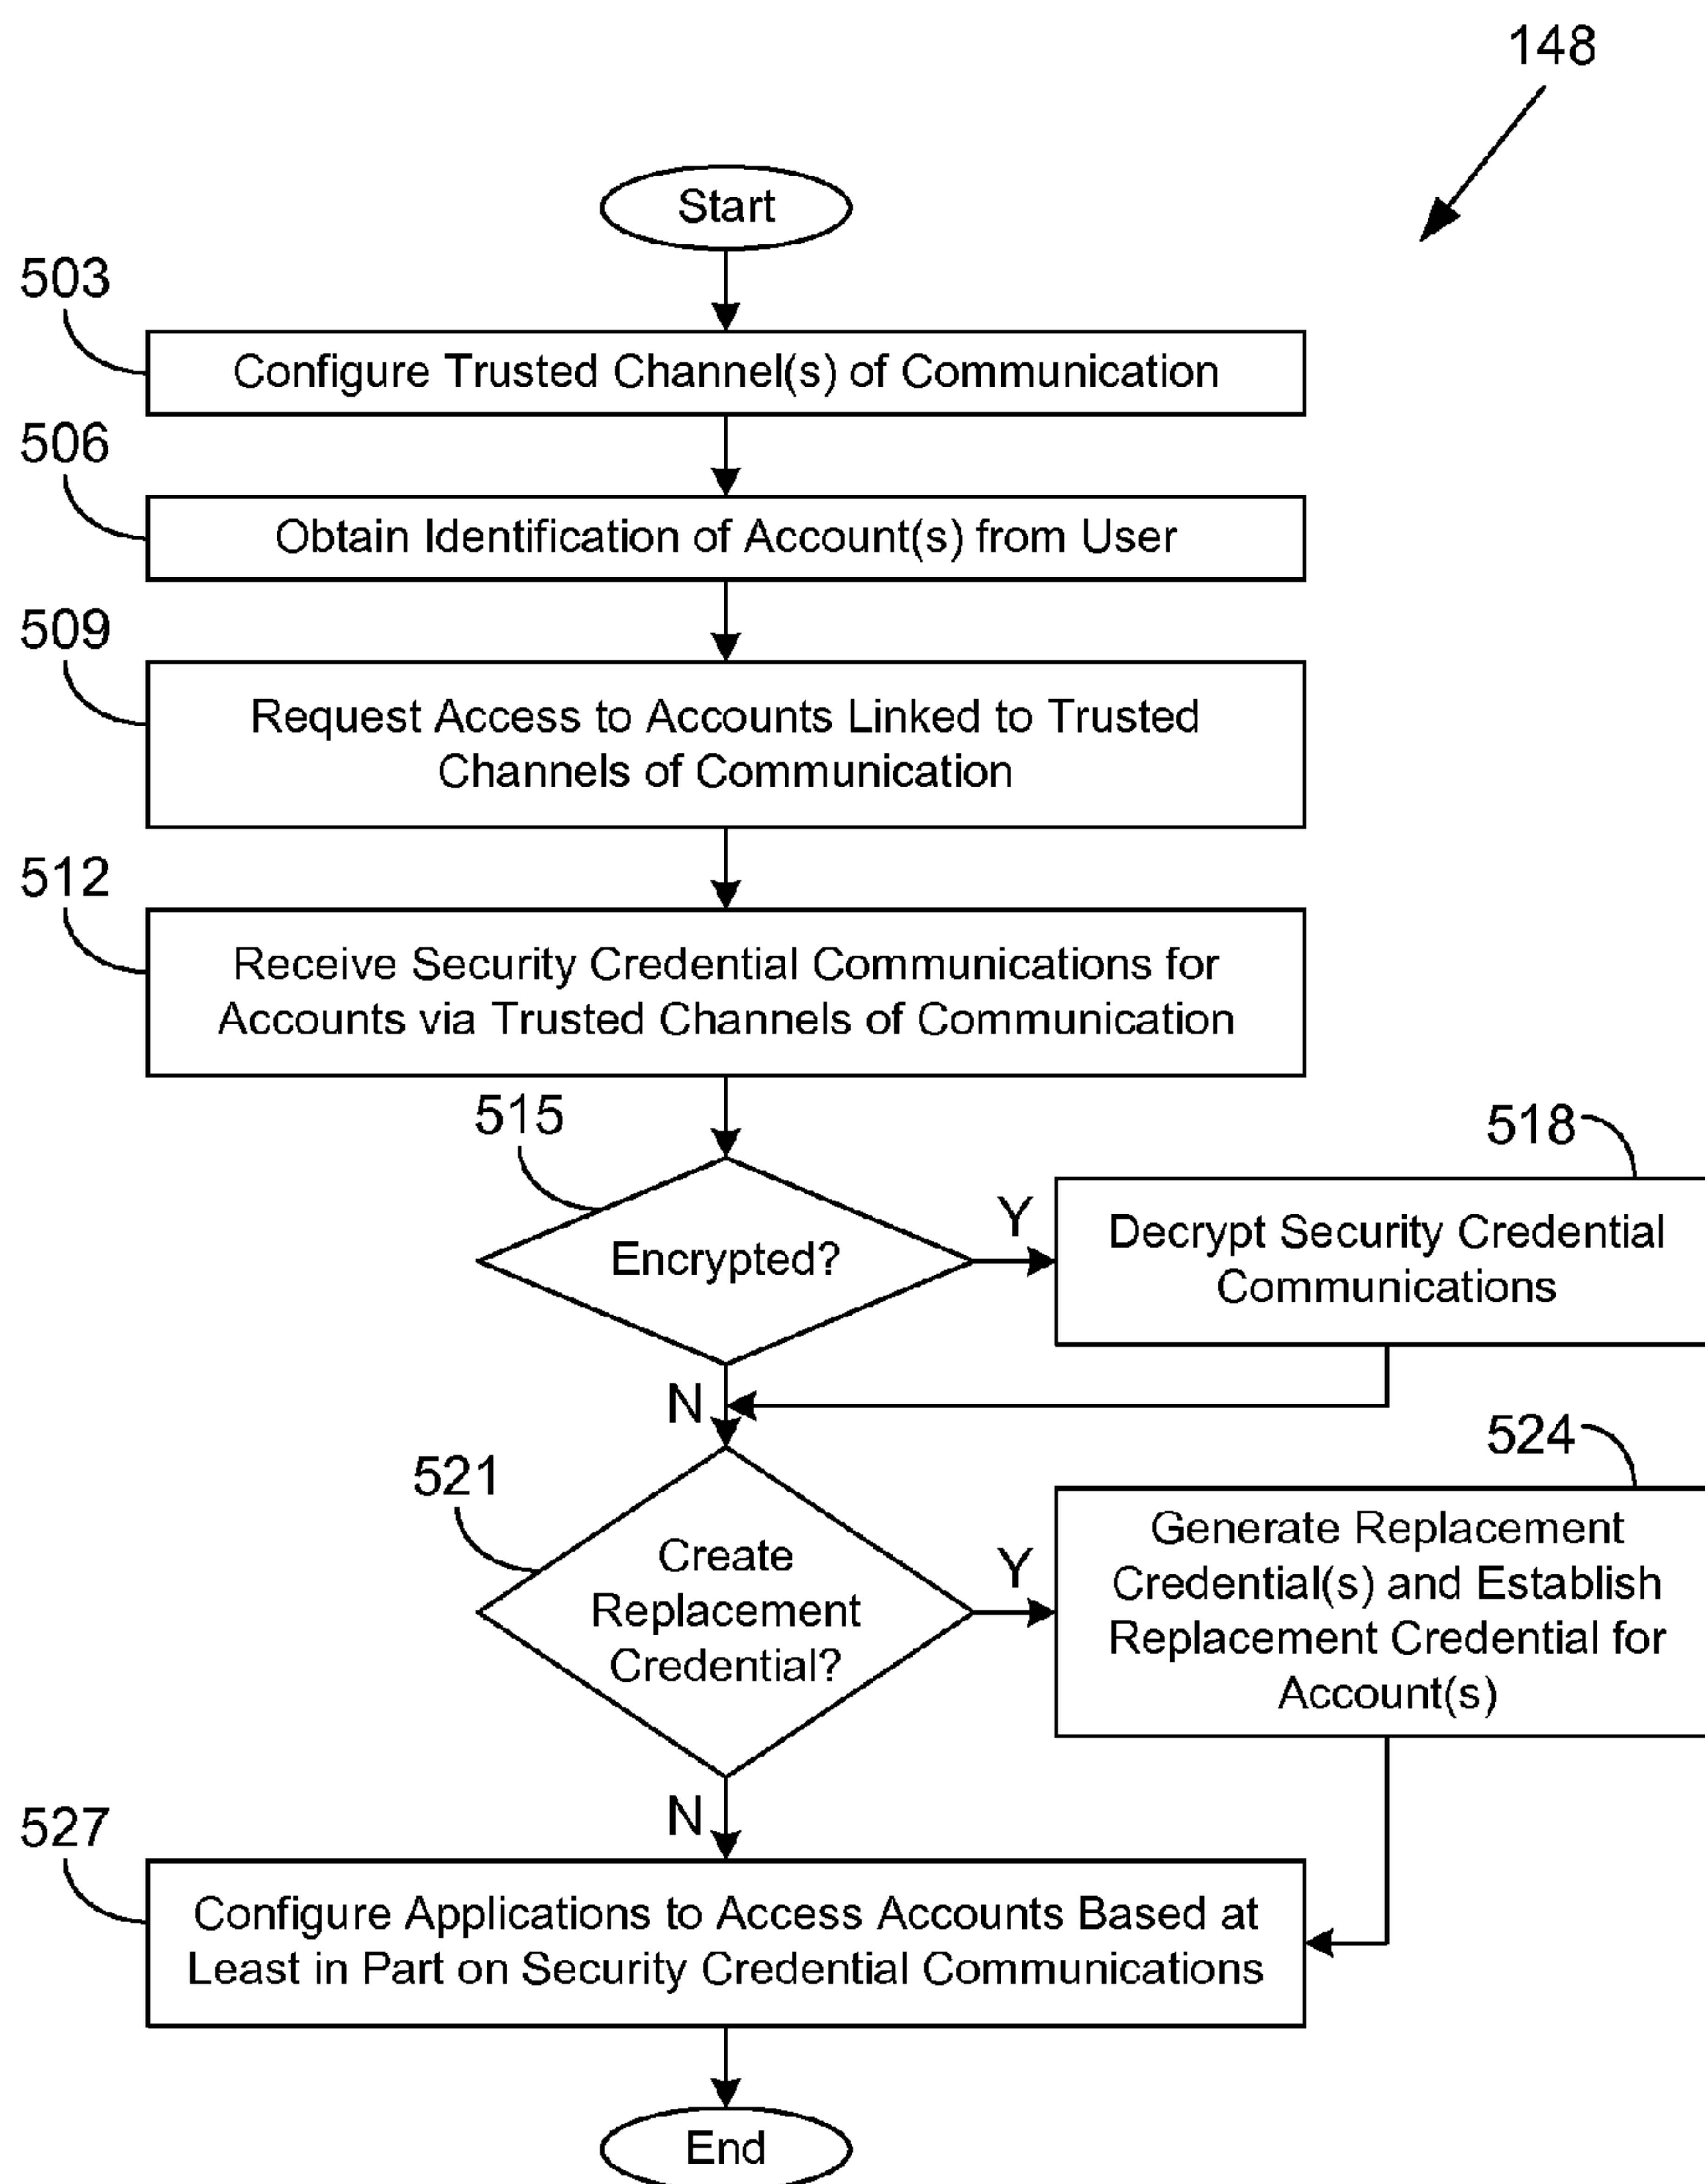 148
Start
503
Configure Trusted Channel(s) of Communication
506
Obtain Identification of Account(s) from User
509
Request Access to Accounts Linked to Trusted
Channels of Communication
512
Receive Security Credential Communications for
Accounts via Trusted Channels of Communication
515
Encrypted?
Y
518
Decrypt Security Credential
Communications
N
521
Create
Replacement
Credential?
Y
524
Generate Replacement
Credential(s) and Establish
Replacement Credential for
Account(s)
N
527
Configure Applications to Access Accounts Based at
Least in Part on Security Credential Communications
End